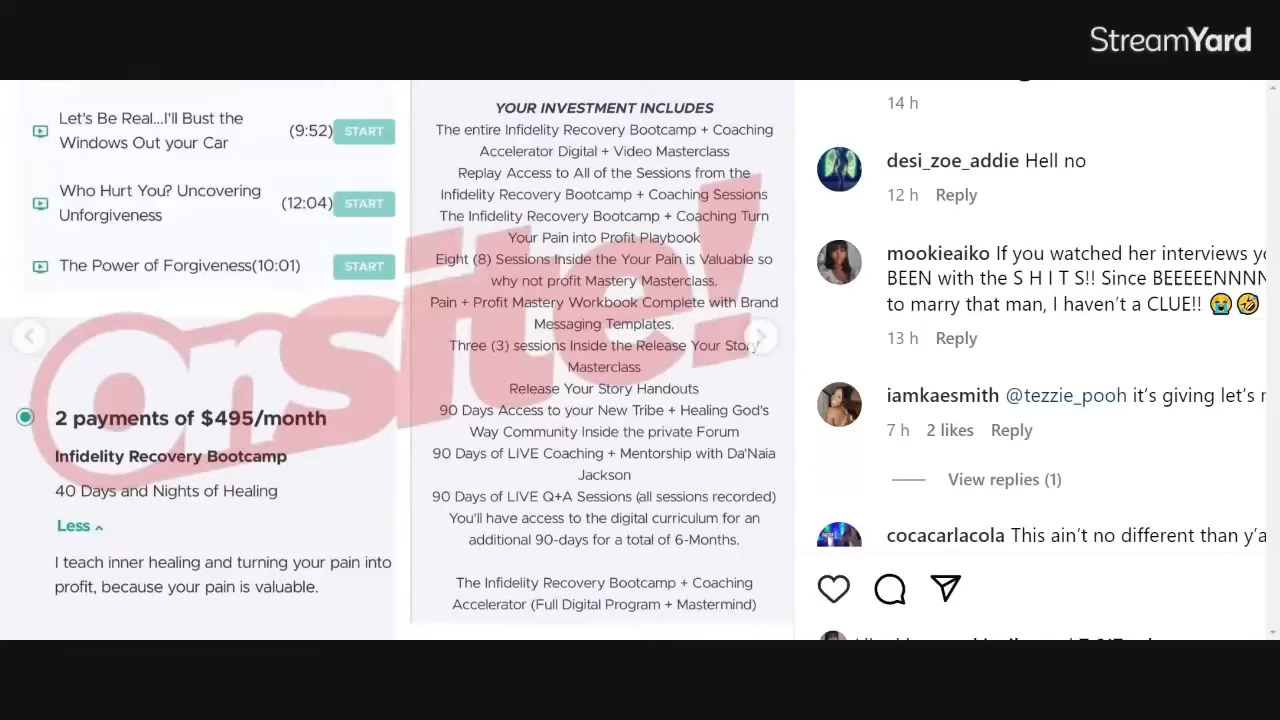 StreamYard
Let's Be Real...I'll Bust the
Windows Out your Car
(9:52)
START
Who Hurt You? Uncovering
Unforgiveness
(12:04)
START
The Power of Forgiveness(10:01)
START
2 payments of $495/month
Infidelity Recovery Bootcamp
40 Days and Nights of Healing
Less
I teach inner healing and turning your pain into
profit, because your pain is valuable.
Onsite!
YOUR INVESTMENT INCLUDES
The entire Infidelity Recovery Bootcamp + Coaching
Accelerator Digital + Video Masterclass
Replay Access to All of the Sessions from the
Infidelity Recovery Bootcamp + Coaching Sessions
The Infidelity Recovery Bootcamp + Coaching Turn
Your Pain into Profit Playbook
Eight (8) Sessions Inside the Your Pain is Valuable so
why not profit Mastery Masterclass.
Pain + Profit Mastery Workbook Complete with Brand
Messaging Templates.
Three (3) sessions Inside the Release Your Story
Masterclass
Release Your Story Handouts
90 Days Access to your New Tribe + Healing God's
Way Community Inside the private Forum
90 Days of LIVE Coaching + Mentorship with Da'Naia
Jackson
90 Days of LIVE Q+A Sessions (all sessions recorded)
You'll have access to the digital curriculum for an
additional 90-days for a total of 6-Months.
The Infidelity Recovery Bootcamp + Coaching
Accelerator (Full Digital Program + Mastermind)
14 h
desi_zoe_addie Hell no
12 h Reply
mookieaiko If you watched her interviews
BEEN with the S H I T S!! Since BEEEEENNNN
to marry that man, I haven't a CLUE!! 😭🤣
13 h Reply
iamkaesmith @tezzie_pooh it's giving let's
7 h 2 likes Reply
View replies (1)
cocacarlacola This ain't no different than